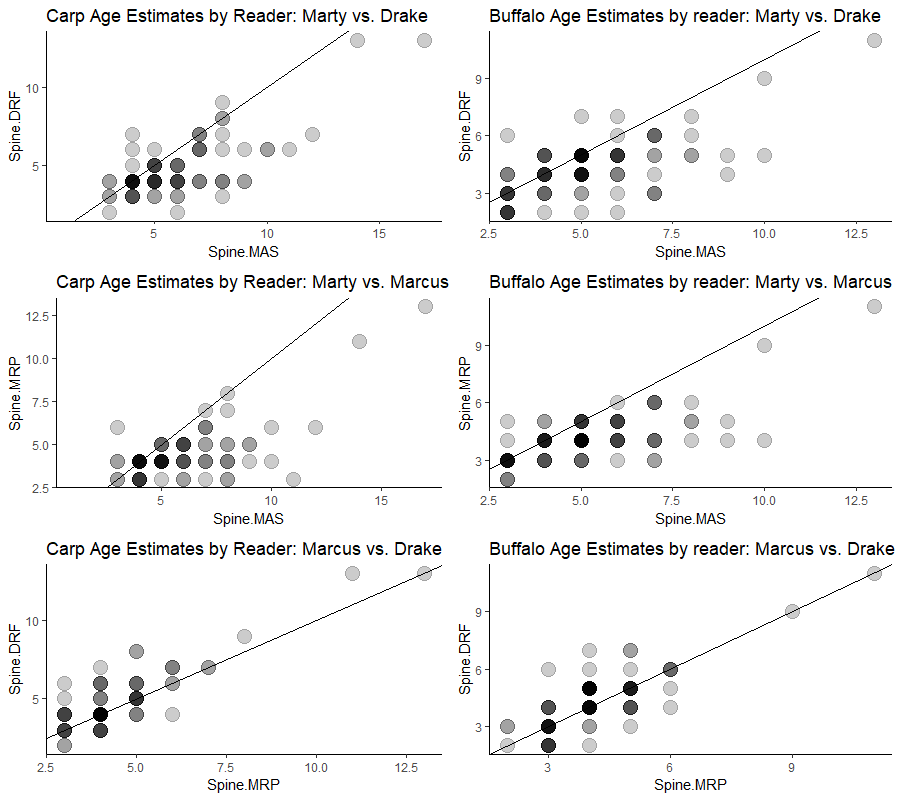 Carp Age Estimates by Reader: Marty vs. Drake
Spine.DRF
10
5
5
10
15
Spine.MAS
Buffalo Age Estimates by reader: Marty vs. Drake
Spine.DRF
9
6
3
2.5
5.0
7.5
10.0
12.5
Spine.MAS
Carp Age Estimates by Reader: Marty vs. Marcus
Spine.MRP
12.5
10.0
7.5
5.0
2.5
5
10
15
Spine.MAS
Buffalo Age Estimates by reader: Marty vs. Marcus
Spine.MRP
9
6
3
2.5
5.0
7.5
10.0
12.5
Spine.MAS
Carp Age Estimates by Reader: Marcus vs. Drake
Spine.DRF
10
5
2.5
5.0
7.5
10.0
12.5
Spine.MRP
Buffalo Age Estimates by reader: Marcus vs. Drake
Spine.DRF
9
6
3
3
6
9
Spine.MRP